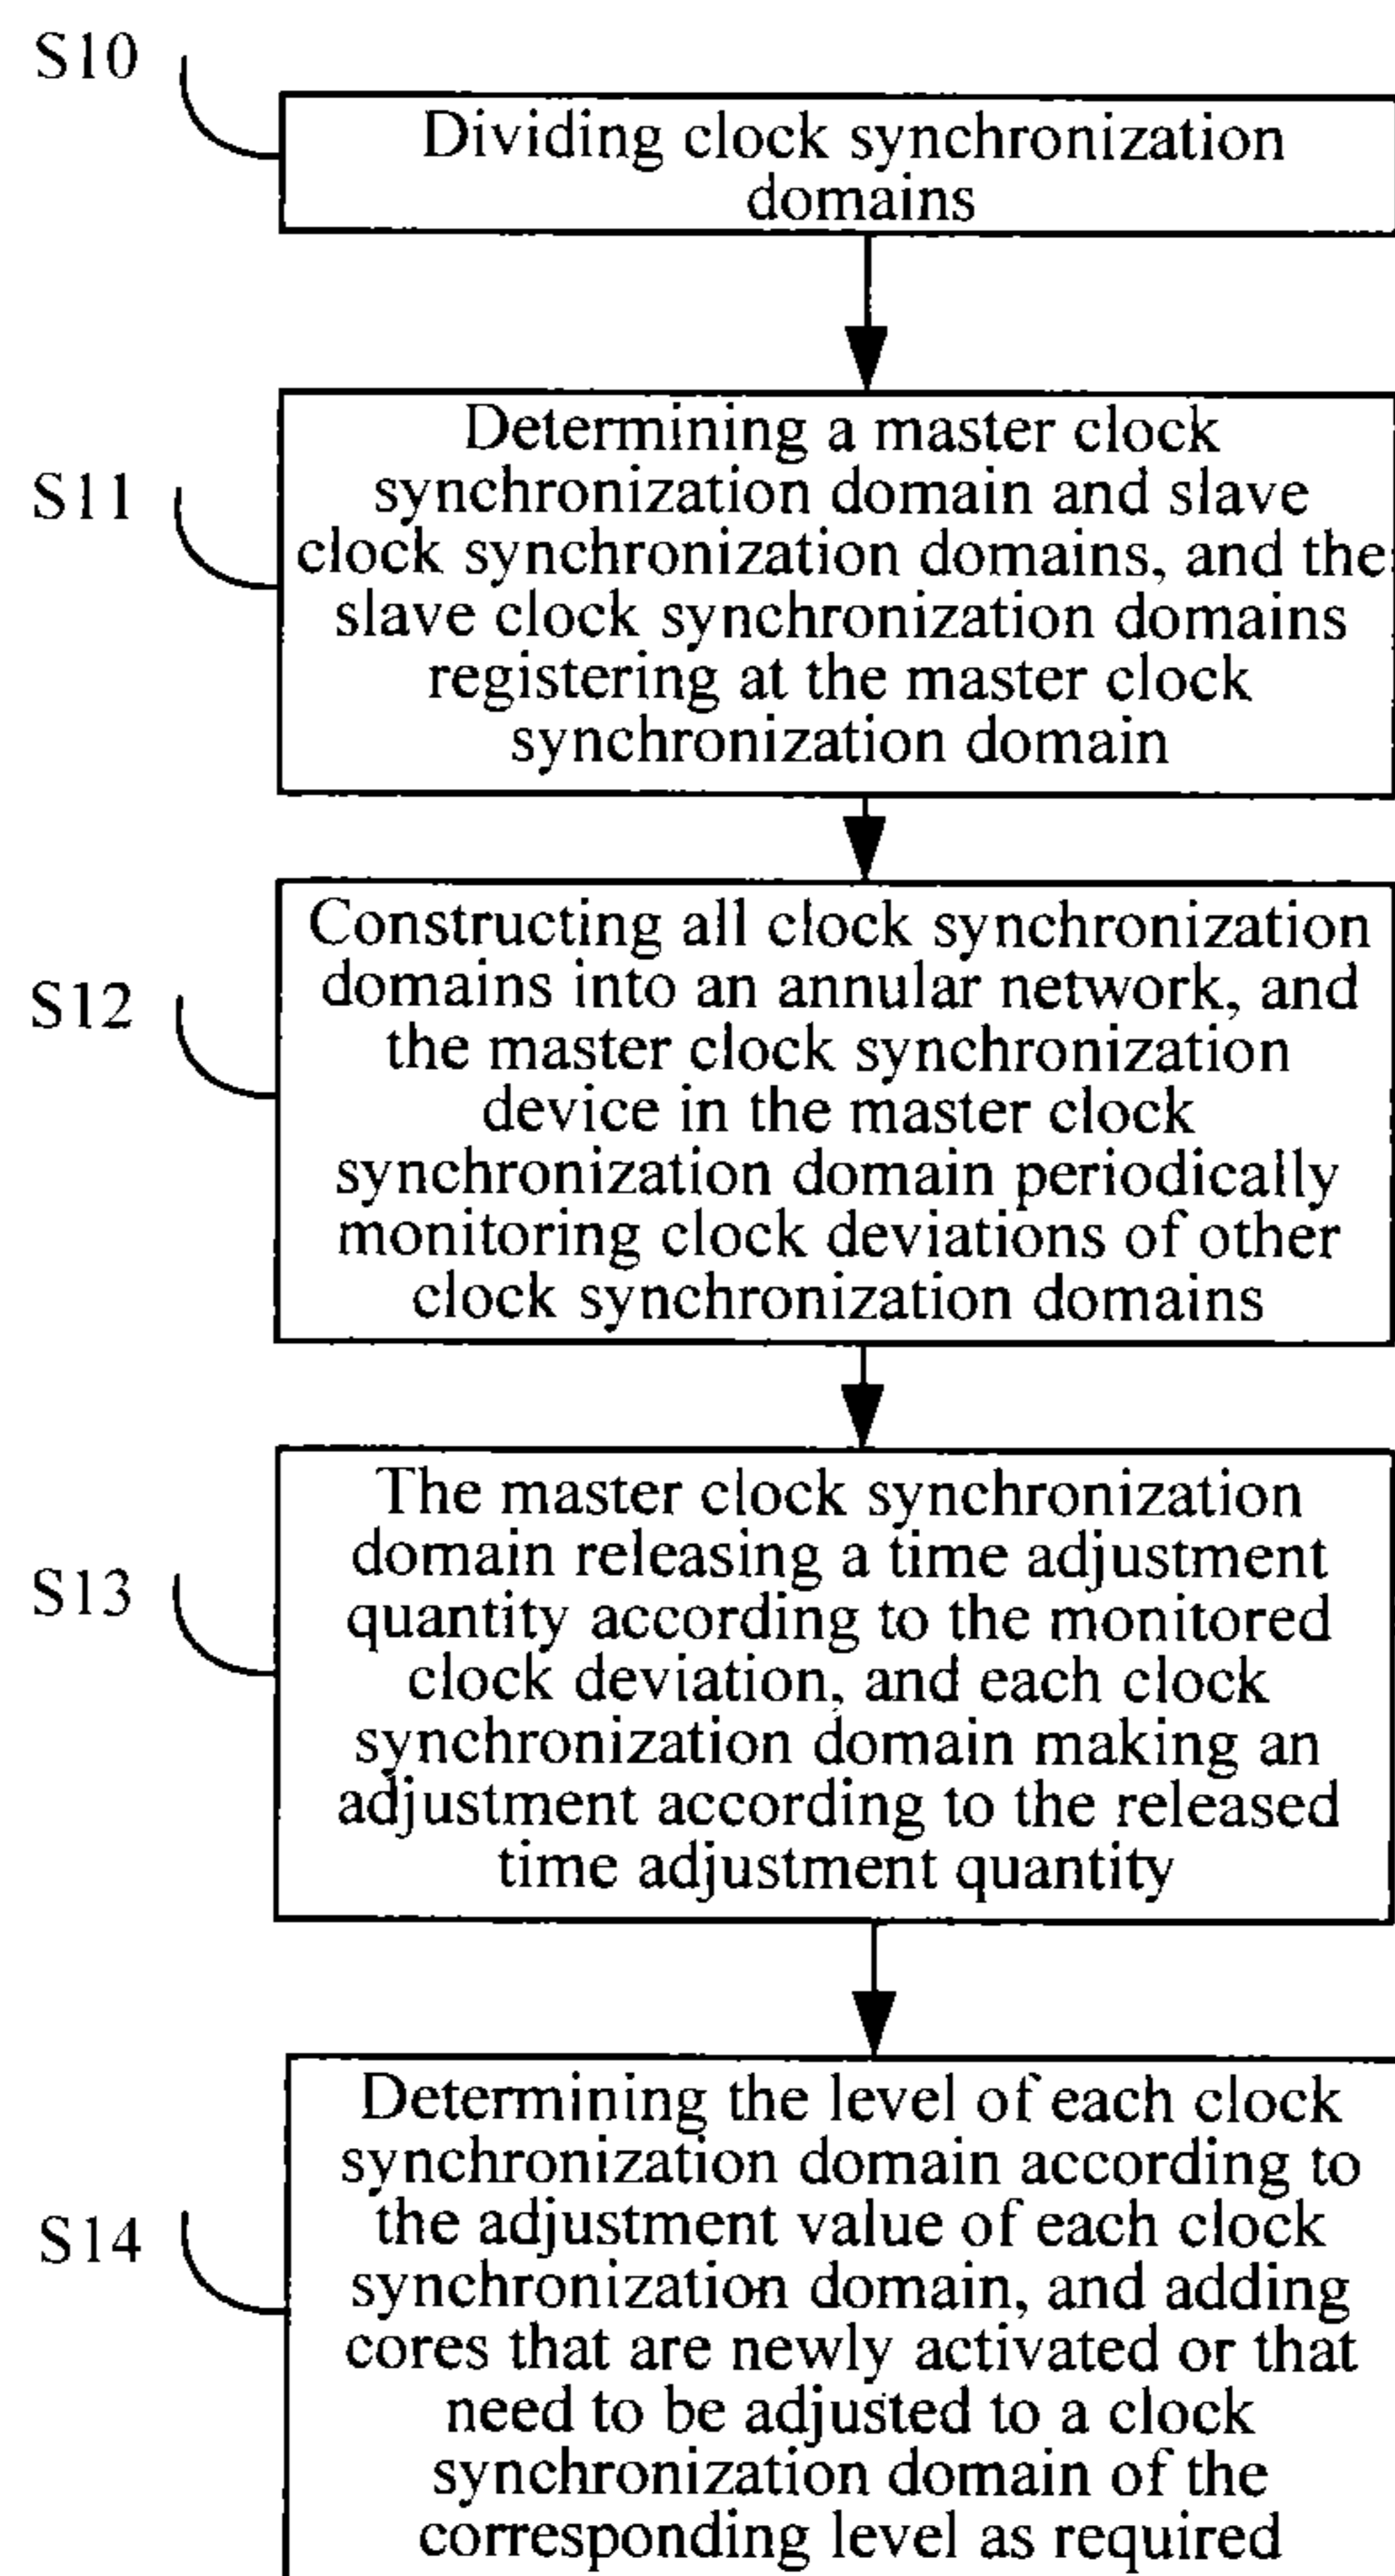 S10
Dividing clock synchronization
domains
S11
Determining a master clock
synchronization domain and slave
clock synchronization domains, and the
slave clock synchronization domains
registering at the master clock
synchronization domain
S12
Constructing all clock synchronization
domains into an annular network, and
the master clock synchronization
device in the master clock
synchronization domain periodically
monitoring clock deviations of other
clock synchronization domains
S13
The master clock synchronization
domain releasing a time adjustment
quantity according to the monitored
clock deviation, and each clock
synchronization domain making an
adjustment according to the released
time adjustment quantity
S14
Determining the level of each clock
synchronization domain according to
the adjustment value of each clock
synchronization domain, and adding
cores that are newly activated or that
need to be adjusted to a clock
synchronization domain of the
corresponding level as required